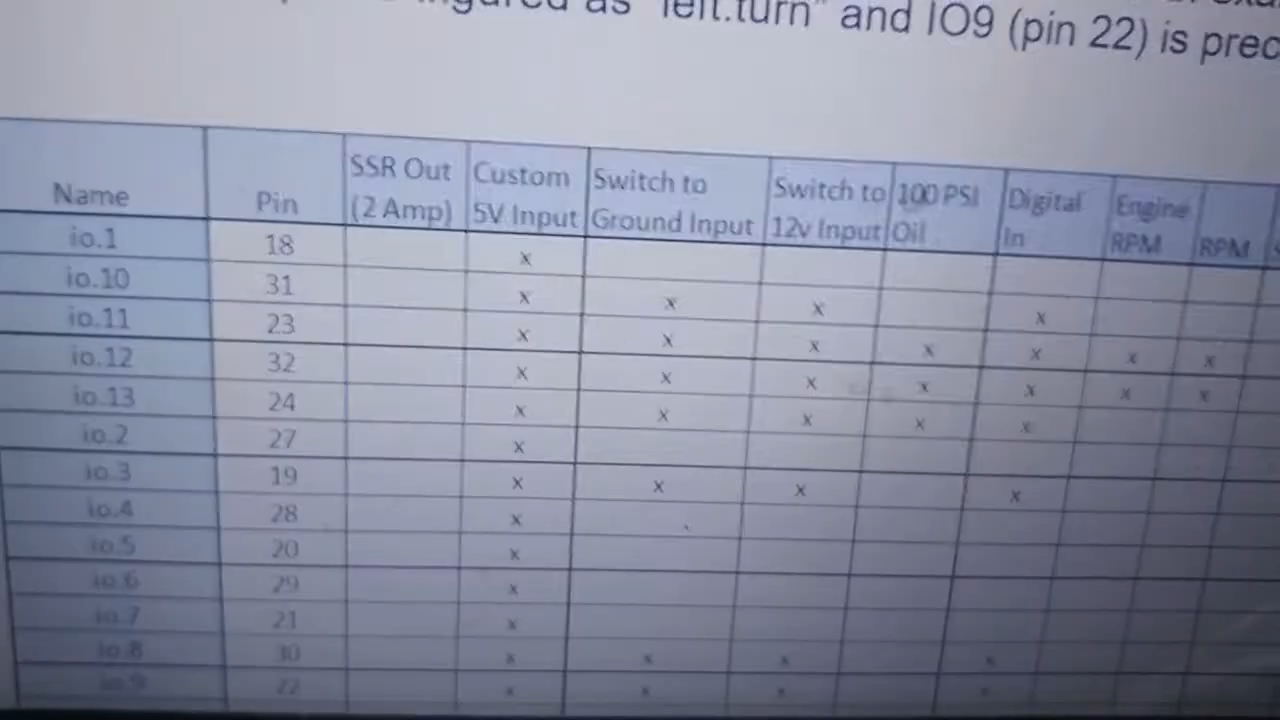 as "left.turn" and IO9 (pin 22) is prec
Name Pin SSR Out (2 Amp) Custom 5V Input Switch to Ground Input Switch to 12v Input 100 PSI Oil Digital In Engine RPM RPM
io.1 18 x
io.10 31 x x x x
io.11 23 x x x x x x x
io.12 32 x x x x x x x
io.13 24 x x x x x
io.2 27 x
io.3 19 x x x x
io.4 28 x
io.5 20 x
io.6 29 x
io.7 21 x
io.8 30 x x x x
io.9 22 x x x x